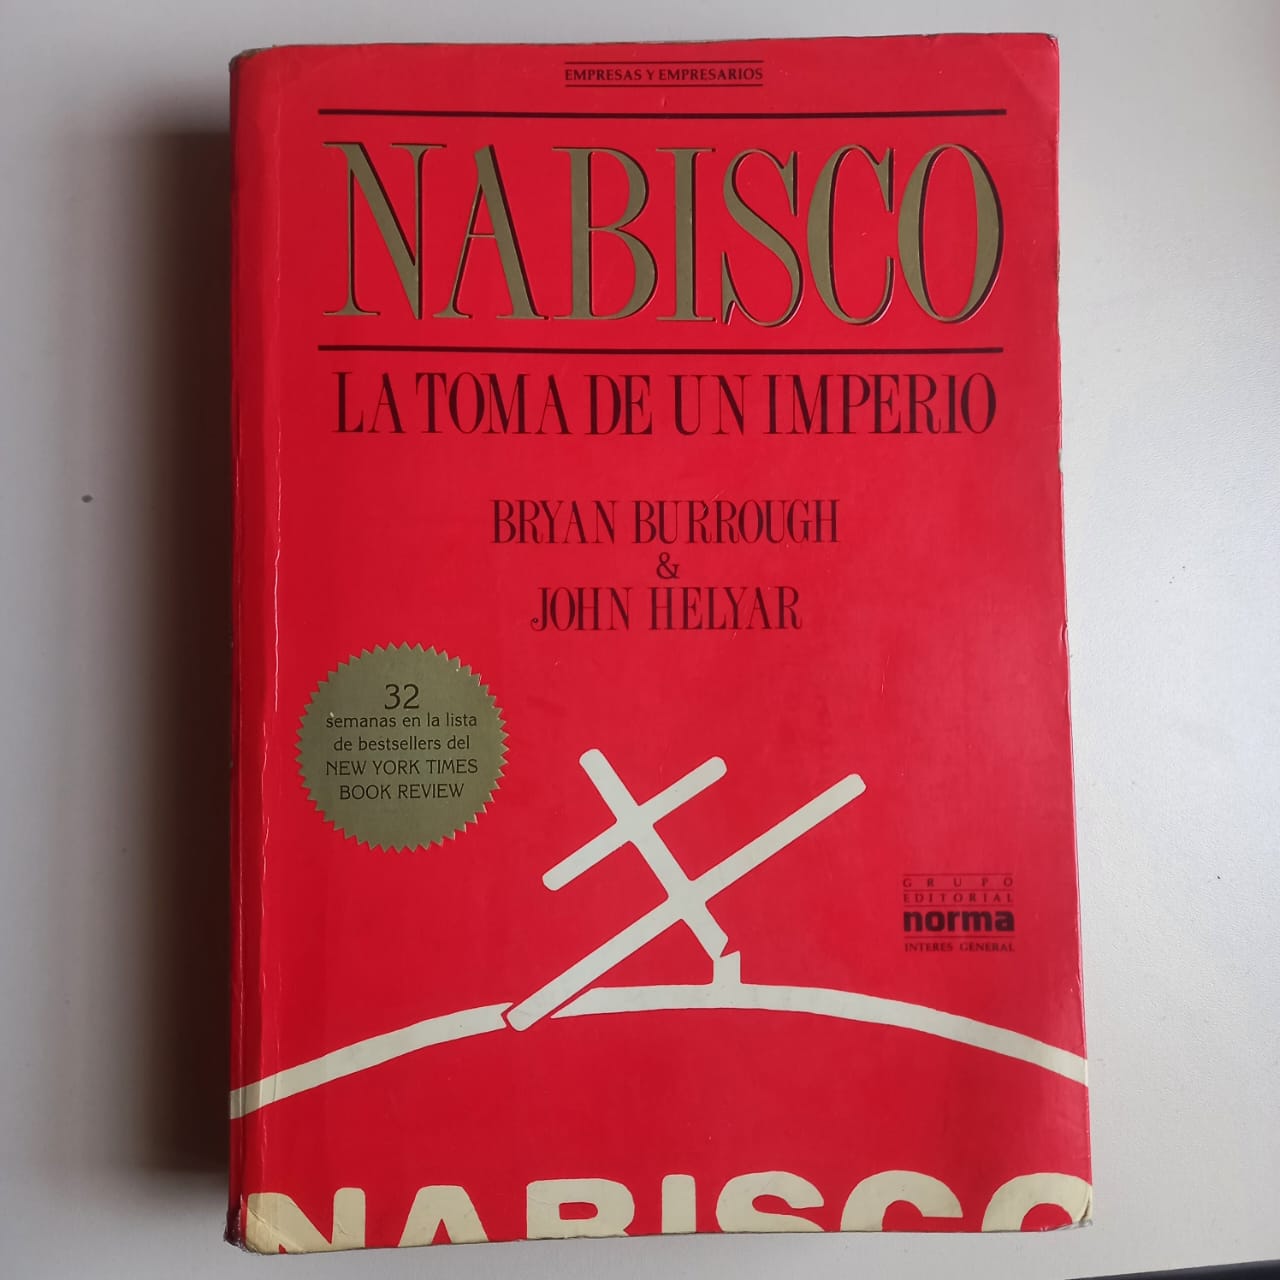 EMPRESAS Y EMPRESARIOS
NABISCO
LA TOMA DE UN IMPERIO
BRYAN BURROUGH
&
JOHN HELYAR
32
semanas en la lista
de bestsellers del
NEW YORK TIMES
BOOK REVIEW
GRUPO
EDITORIAL
norma
INTERES GENERAL
NABISCO